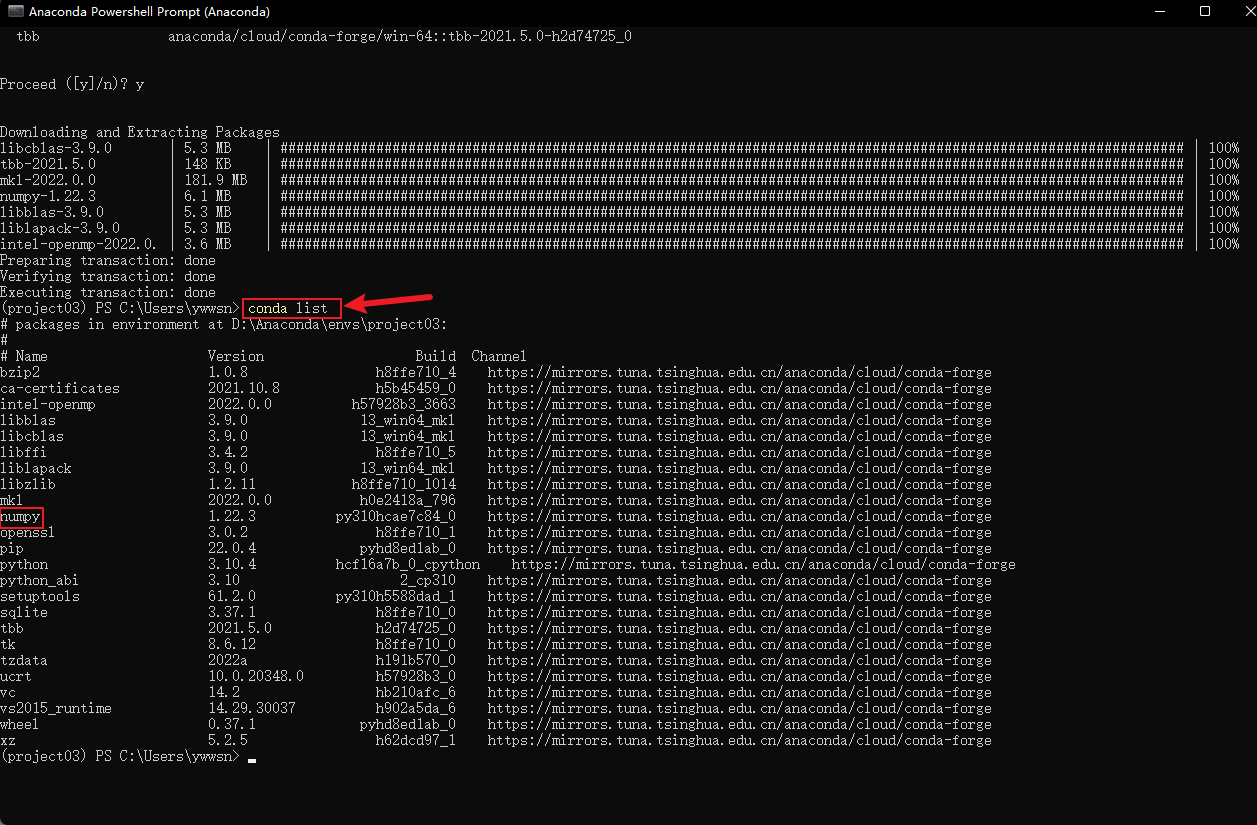 Anaconda Powershell Prompt (Anaconda)
tbb anaconda/cloud/conda-forge/win-64::tbb-2021.5.0-h2d74725_0
Proceed ([y]/n)? y
Downloading and Extracting Packages
libcblas-3.9.0 | 5.3 MB | ################################################################################################################# | 100%
tbb-2021.5.0 | 148 KB | ################################################################################################################# | 100%
mkl-2022.0.0 | 181.9 MB | ################################################################################################################# | 100%
numpy-1.22.3 | 6.1 MB | ################################################################################################################# | 100%
libblas-3.9.0 | 5.3 MB | ################################################################################################################# | 100%
liblapack-3.9.0 | 5.3 MB | ################################################################################################################# | 100%
intel-openmp-2022.0. | 3.6 MB | ################################################################################################################# | 100%
Preparing transaction: done
Verifying transaction: done
Executing transaction: done
(project03) PS C:\Users\ywwsn> conda list
# packages in environment at D:\Anaconda\envs\project03:
#
# Name Version Build Channel
bzip2 1.0.8 h8ffe710_4 https://mirrors.tuna.tsinghua.edu.cn/anaconda/cloud/conda-forge
ca-certificates 2021.10.8 h5b45459_0 https://mirrors.tuna.tsinghua.edu.cn/anaconda/cloud/conda-forge
intel-openmp 2022.0.0 h57928b3_3663 https://mirrors.tuna.tsinghua.edu.cn/anaconda/cloud/conda-forge
libblas 3.9.0 13_win64_mkl https://mirrors.tuna.tsinghua.edu.cn/anaconda/cloud/conda-forge
libcblas 3.9.0 13_win64_mkl https://mirrors.tuna.tsinghua.edu.cn/anaconda/cloud/conda-forge
libffi 3.4.2 h8ffe710_5 https://mirrors.tuna.tsinghua.edu.cn/anaconda/cloud/conda-forge
liblapack 3.9.0 13_win64_mkl https://mirrors.tuna.tsinghua.edu.cn/anaconda/cloud/conda-forge
libzlib 1.2.11 h8ffe710_1014 https://mirrors.tuna.tsinghua.edu.cn/anaconda/cloud/conda-forge
mkl 2022.0.0 h0e2418a_796 https://mirrors.tuna.tsinghua.edu.cn/anaconda/cloud/conda-forge
numpy 1.22.3 py310hcae7c84_0 https://mirrors.tuna.tsinghua.edu.cn/anaconda/cloud/conda-forge
openssl 3.0.2 h8ffe710_1 https://mirrors.tuna.tsinghua.edu.cn/anaconda/cloud/conda-forge
pip 22.0.4 pyhd8ed1ab_0 https://mirrors.tuna.tsinghua.edu.cn/anaconda/cloud/conda-forge
python 3.10.4 hcf16a7b_0_cpython https://mirrors.tuna.tsinghua.edu.cn/anaconda/cloud/conda-forge
python_abi 3.10 2_cp310 https://mirrors.tuna.tsinghua.edu.cn/anaconda/cloud/conda-forge
setuptools 61.2.0 py310h5588dad_1 https://mirrors.tuna.tsinghua.edu.cn/anaconda/cloud/conda-forge
sqlite 3.37.1 h8ffe710_0 https://mirrors.tuna.tsinghua.edu.cn/anaconda/cloud/conda-forge
tbb 2021.5.0 h2d74725_0 https://mirrors.tuna.tsinghua.edu.cn/anaconda/cloud/conda-forge
tk 8.6.12 h8ffe710_0 https://mirrors.tuna.tsinghua.edu.cn/anaconda/cloud/conda-forge
tzdata 2022a h191b570_0 https://mirrors.tuna.tsinghua.edu.cn/anaconda/cloud/conda-forge
ucrt 10.0.20348.0 h57928b3_0 https://mirrors.tuna.tsinghua.edu.cn/anaconda/cloud/conda-forge
vc 14.2 hb210afc_6 https://mirrors.tuna.tsinghua.edu.cn/anaconda/cloud/conda-forge
vs2015_runtime 14.29.30037 h902a5da_6 https://mirrors.tuna.tsinghua.edu.cn/anaconda/cloud/conda-forge
wheel 0.37.1 pyhd8ed1ab_0 https://mirrors.tuna.tsinghua.edu.cn/anaconda/cloud/conda-forge
xz 5.2.5 h62dcd97_1 https://mirrors.tuna.tsinghua.edu.cn/anaconda/cloud/conda-forge
(project03) PS C:\Users\ywwsn>